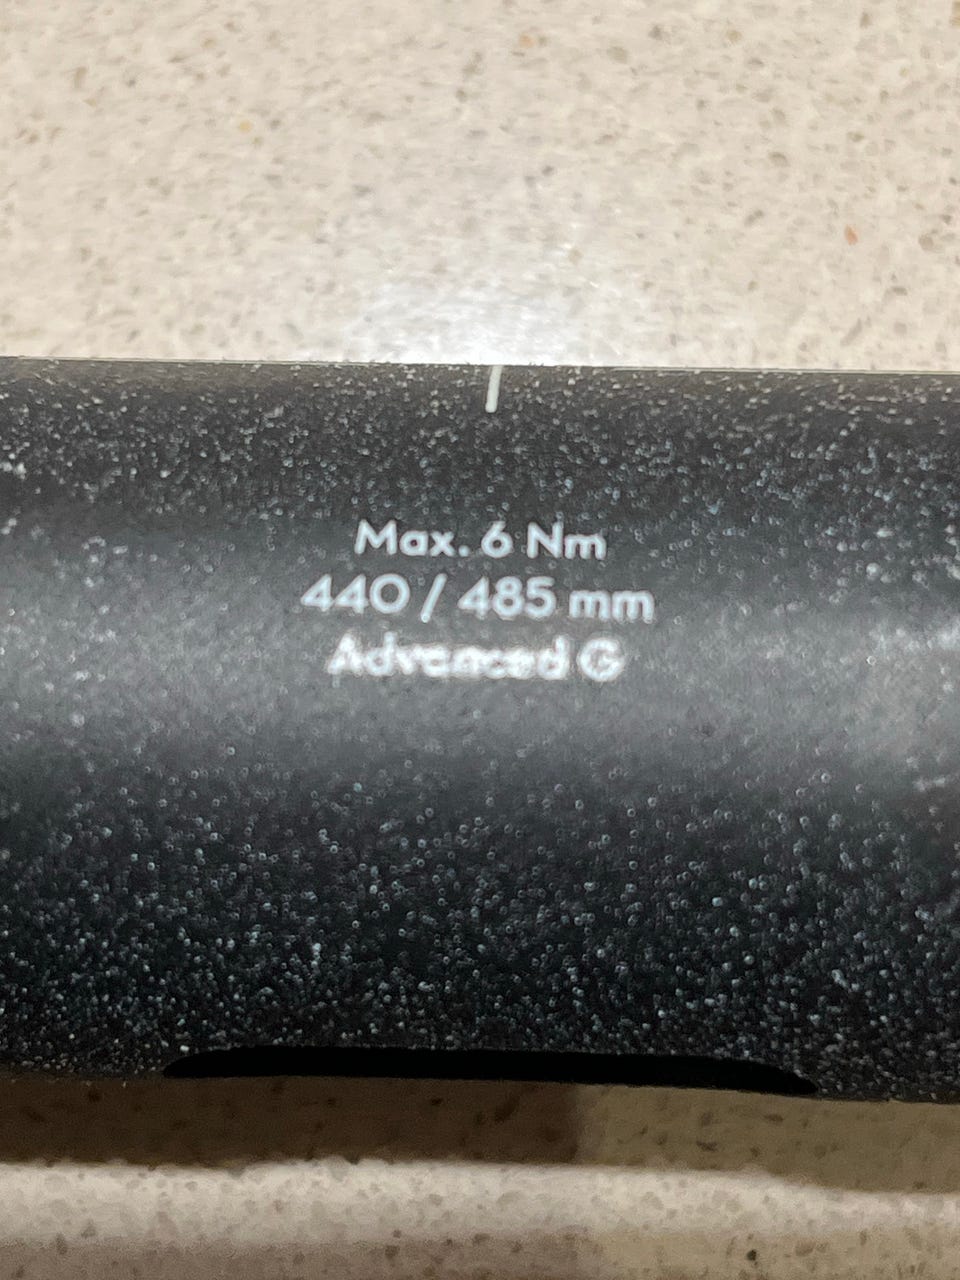 Max. 6 Nm
440 / 485 mm
Advanced G